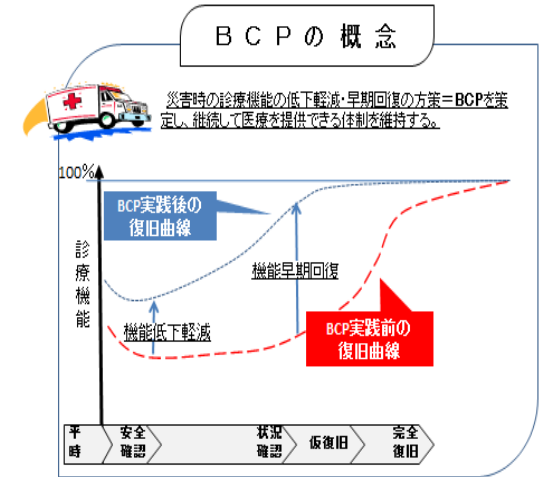 BCPの概念
災害時の診療機能の低下軽減・早期回復の方策＝BCPを策
定し、継続して医療を提供できる体制を維持する。
100%
BCP実践後の
復旧曲線
診療機能
機能早期回復
機能低下軽減
BCP実践前の
復旧曲線
平時
安全確認
状況確認
仮復旧
完全復旧